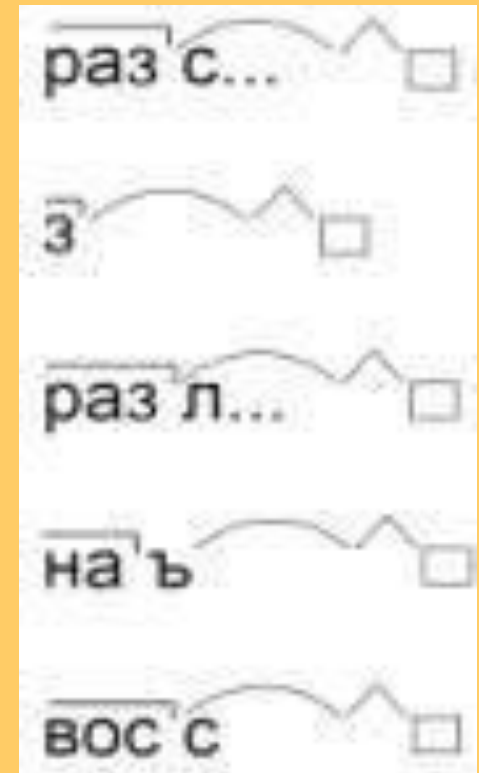 раз с...
з
раз л...
на ъ
вос с